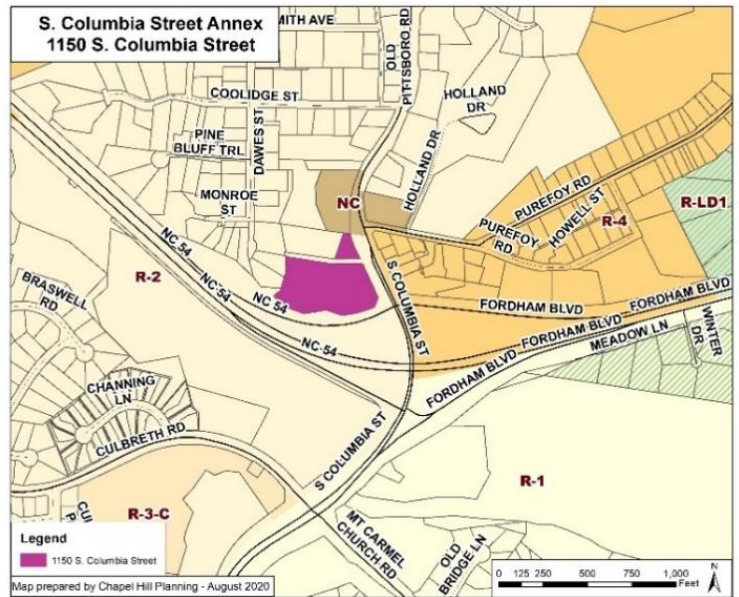 S. Columbia Street Annex
1150 S. Columbia Street
MITH AVE
OLD
PITTSBORO RD
COOLIDGE ST
HOLLAND
DR
PINE
BLUFF TRL
DAWES ST
HOLLAND DR
MONROE
ST
NC
PUREFOY RD
HOWELL ST
R-4
R-LD1
PUREFOY
RD
R-2
NC 54
NC 54
NC 54
NC-54
S COLUMBIA ST
FORDHAM BLVD
FORDHAM BLVD
FORDHAM BLVD
BRASWELL
RD
MEADOW LN
WINTER
DR
FORDHAM BLVD
CHANNING
LN
CULBRETH RD
S COLUMBIA ST
R-1
R-3-C
MT CARMEL
CHURCH RD
OLD
BRIDGE LN
Legend
1150 S. Columbia Street
Map prepared by Chapel Hill Planning - August 2020
0 125 250 500 750 1,000
Feet
N